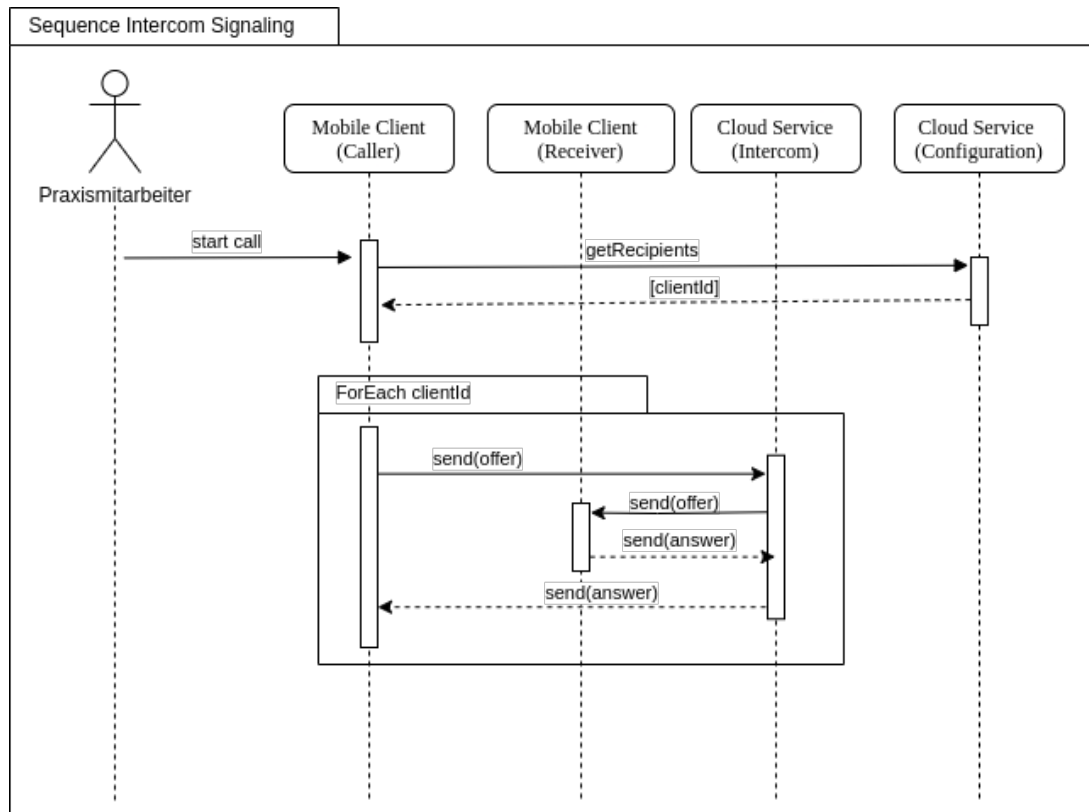 Sequence Intercom Signaling
Praxismitarbeiter
Mobile Client
(Caller)
Mobile Client
(Receiver)
Cloud Service
(Intercom)
Cloud Service
(Configuration)
start call
getRecipients
[clientId]
ForEach clientId
send(offer)
send(offer)
send(answer)
send(answer)